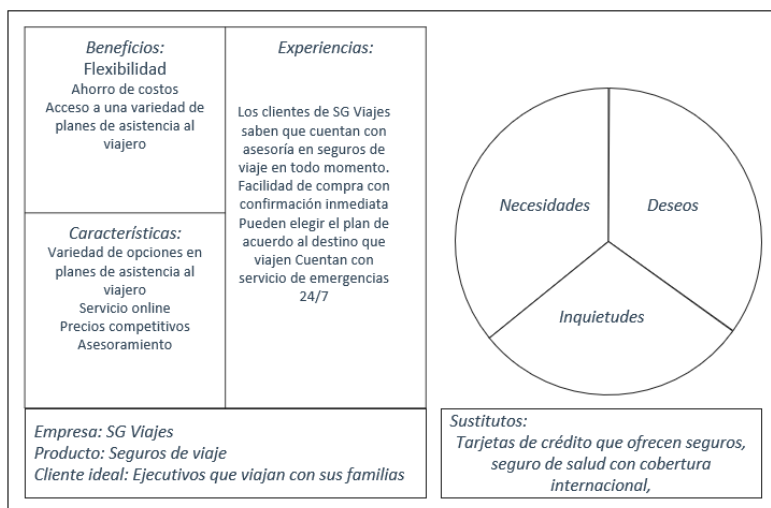 Beneficios:
Flexibilidad
Ahorro de costos
Acceso a una variedad de
planes de asistencia al
viajero
Características:
Variedad de opciones en
planes de asistencia al
viajero
Servicio online
Precios competitivos
Asesoramiento
Experiencias:
Los clientes de SG Viajes
saben que cuentan con
asesoría en seguros de
viaje en todo momento.
Facilidad de compra con
confirmación inmediata
Pueden elegir el plan de
acuerdo al destino que
viajen Cuentan con
servicio de emergencias
24/7
Necesidades
Deseos
Inquietudes
Empresa: SG Viajes
Producto: Seguros de viaje
Cliente ideal: Ejecutivos que viajan con sus familias
Sustitutos:
Tarjetas de crédito que ofrecen seguros,
seguro de salud con cobertura
internacional,